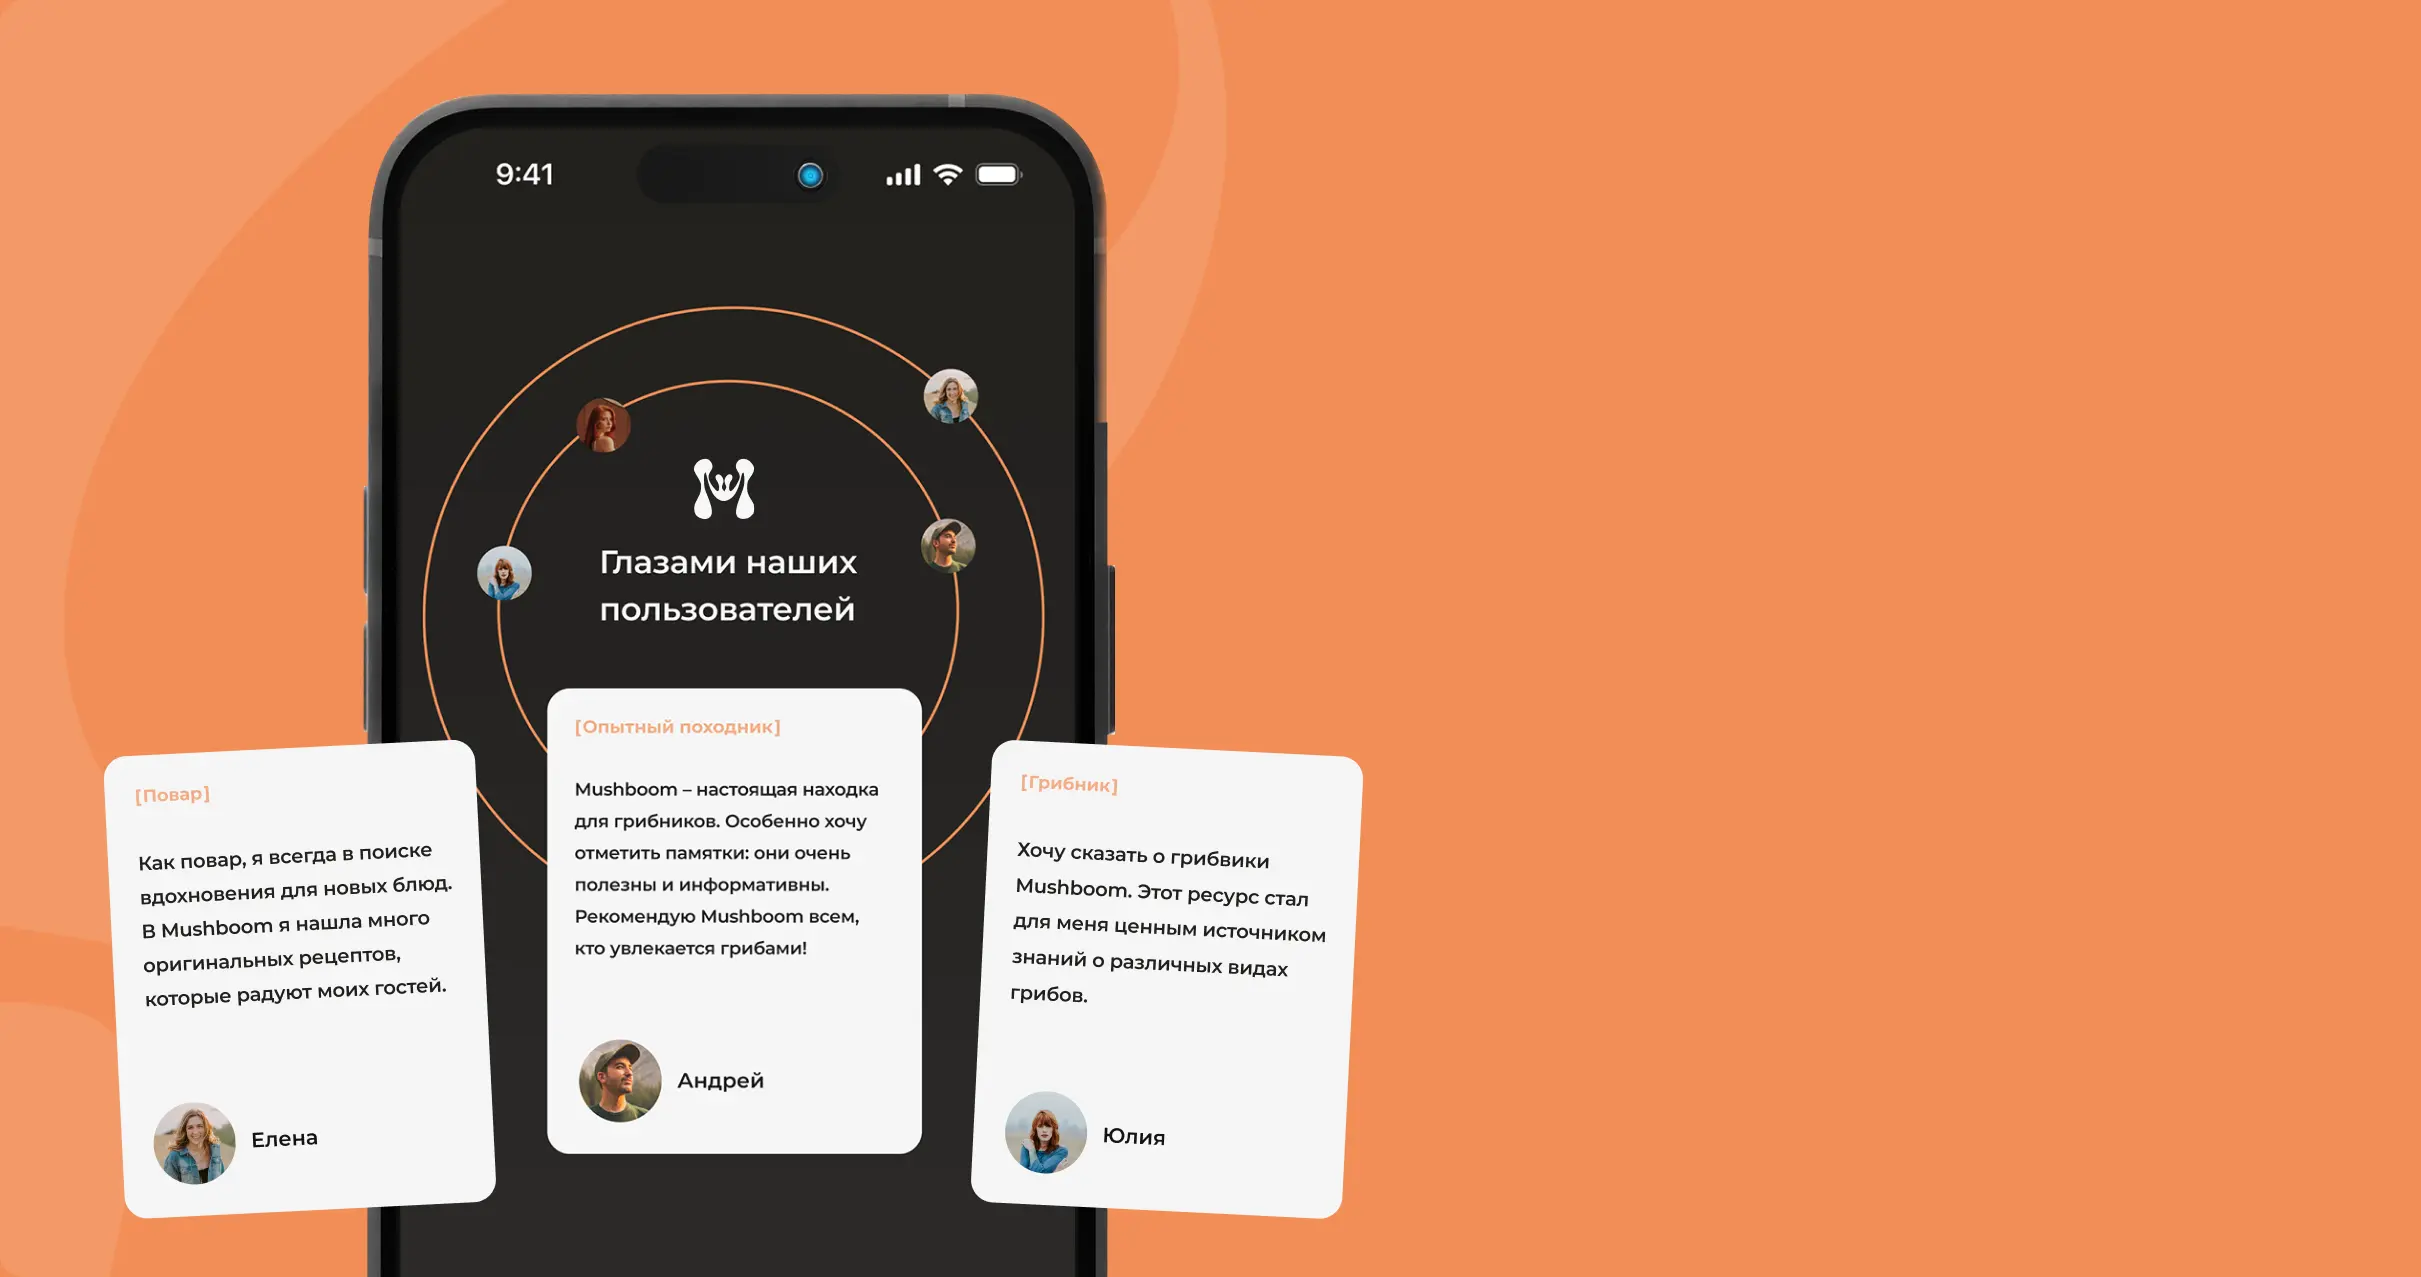 9:41
Глазами наших
пользователей
[Повар]
Как повар, я всегда в поиске
вдохновения для новых блюд.
В Mushboom я нашла много
оригинальных рецептов,
которые радуют моих гостей.
Елена
[Опытный походник]
Mushboom – настоящая находка
для грибников. Особенно хочу
отметить памятки: они очень
полезны и информативны.
Рекомендую Mushboom всем,
кто увлекается грибами!
Андрей
[Грибник]
Хочу сказать о грибвики
Mushboom. Этот ресурс стал
для меня ценным источником
знаний о различных видах
грибов.
Юлия